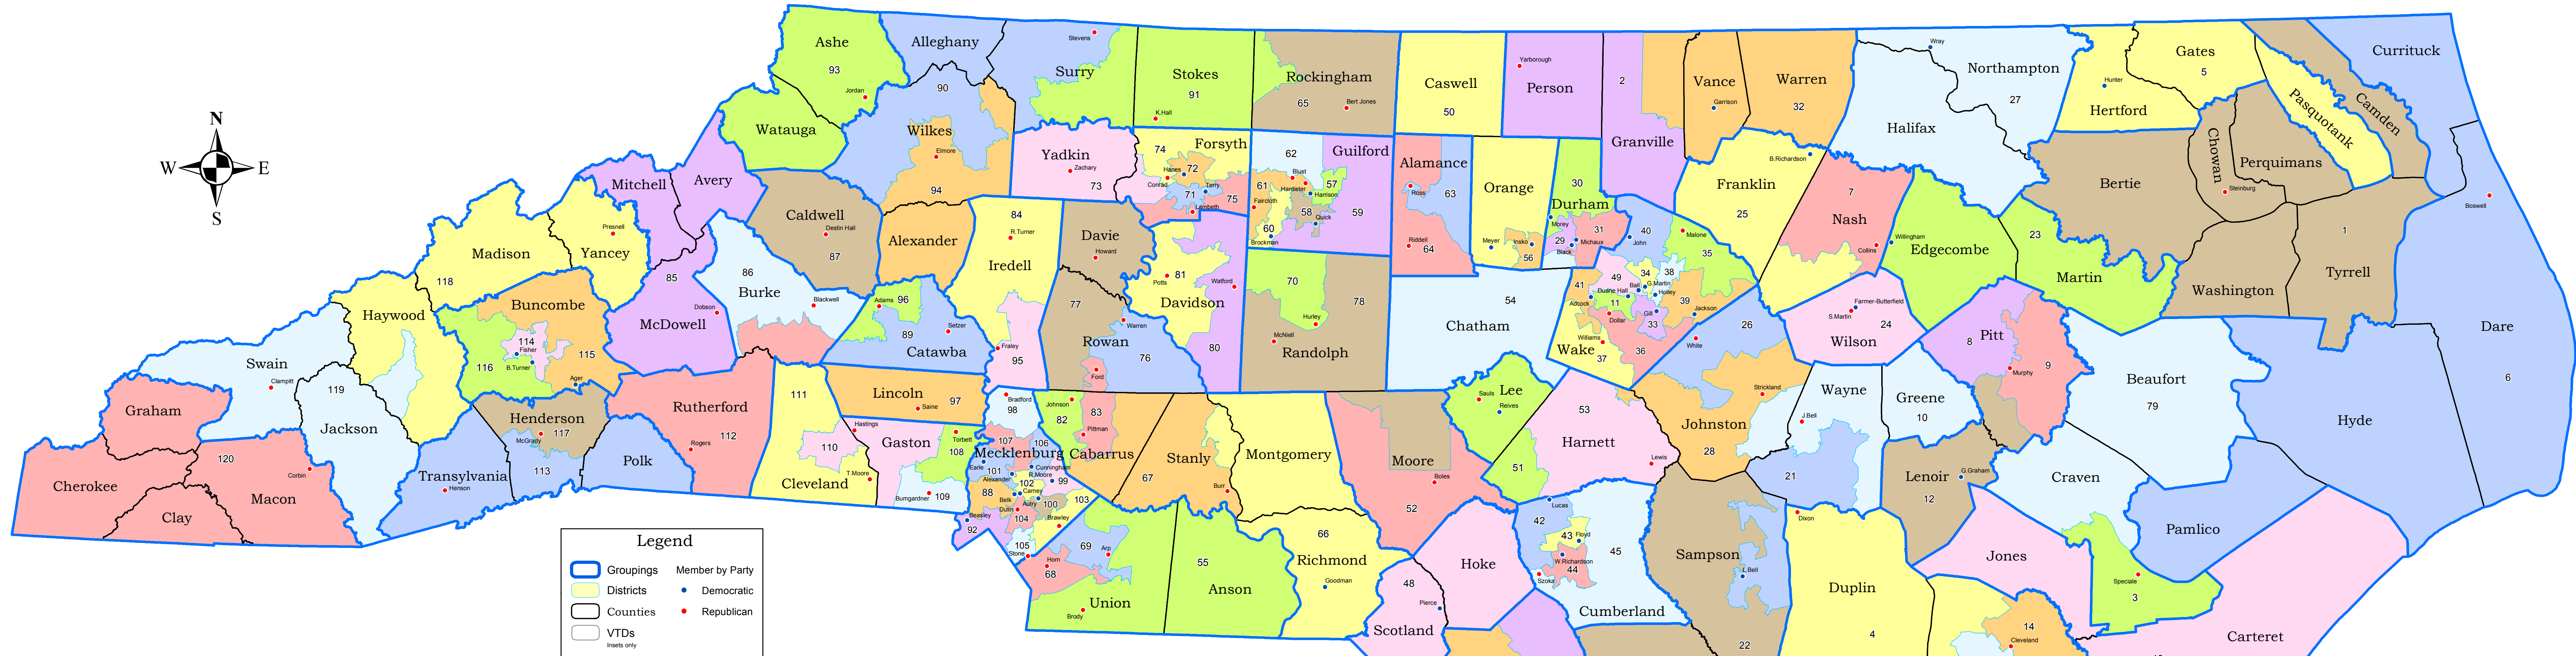 N
W
E
S
Ashe
93
Jordan
Watauga
Alleghany
90
Wilkes
Elmore
94
Stevens
Surry
Stokes
91
K.Hall
Rockingham
65
Bert Jones
Caswell
50
Yarborough
Person
2
Granville
Vance
Garrison
Warren
32
Wray
Northampton
27
Halifax
Gates
5
Hunter
Hertford
Pasquotank
Camden
Currituck
Mitchell
Avery
Caldwell
Destin Hall
87
Alexander
84
R.Turner
Iredell
Fraley
95
Yadkin
Zachary
73
74
Forsyth
Hanes
72
Conrad
Terry
71
75
Lambeth
62
Guilford
61
Blust
57
Hardister
Harrison
Faircloth
58
59
Quick
60
Brockman
Alamance
Ross
63
Riddell
64
Orange
Meyer
Insko
56
30
Durham
Morey
31
29
Michaux
Black
40
John
Malone
35
B.Richardson
Franklin
25
7
Nash
Collins
Willingham
Edgecombe
23
Martin
Bertie
Chowan
Perquimans
Steinburg
Washington
1
Tyrrell
Boswell
Dare
6
Madison
118
Presnell
Yancey
85
Dobson
McDowell
86
Burke
Blackwell
Adams
96
89
Setzer
Catawba
Davie
Howard
77
Warren
Rowan
76
Ford
81
Potts
Walford
Davidson
80
70
78
Hurley
McNiell
Randolph
54
Chatham
49
34
38
41
Ball
G.Martin
Duane Hall
Holley
Adcock
11
39
Jackson
Dollar
Gill
33
Williams
36
Wake
37
White
26
Farmer-Butterfield
S.Martin
24
Wilson
8
Pitt
Murphy
9
Beaufort
79
Hyde
Haywood
Buncombe
114
Fisher
115
116
B.Turner
Ager
Swain
Clampitt
119
Jackson
Graham
Cherokee
Clay
120
Corbin
Macon
Henderson
McGrady
117
113
Transylvania
Henson
Polk
Rutherford
112
Rogers
111
110
Cleveland
T.Moore
Lincoln
Saine
97
Hastings
Gaston
Torbett
108
Bumgardner
109
Bradford
98
107
106
Mecklenburg
Earle
101
Cunningham
R.Moore
Alexander
102
99
88
Carney
Belk
Autry
100
103
Dulin
104
Beasley
92
Brawley
105
Stone
Johnson
83
82
Pittman
Cabarrus
Stanly
67
Burr
Montgomery
Moore
Boles
52
Sauls
Lee
Reives
51
53
Harnett
Lewis
Strickland
Johnston
28
Wayne
J.Bell
21
Greene
10
Lenoir
G.Graham
12
Craven
Pamlico
Jones
Speciale
3
Carteret
69
Arp
Horn
68
Union
Brody
55
Anson
66
Richmond
Goodman
48
Pierce
Scotland
Hoke
Lucas
42
43
Floyd
45
W.Richardson
44
Szoka
Cumberland
Sampson
L.Bell
22
Dixon
Duplin
4
14
Cleveland
Legend
Groupings
Member by Party
Districts
Democratic
Counties
Republican
VTDs
Insets only